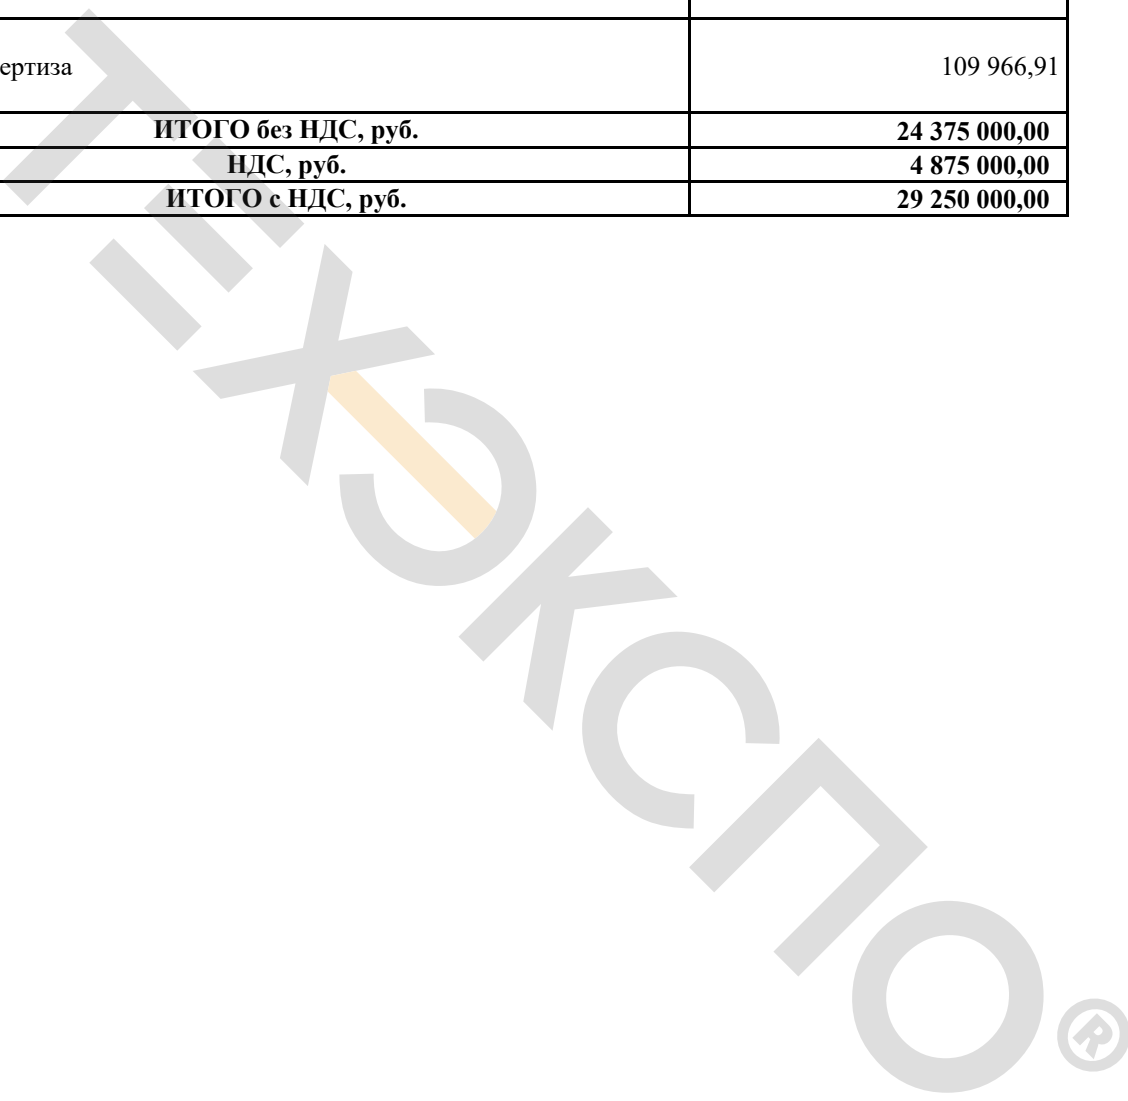 ертиза 109 966,91
ИТОГО без НДС, руб. 24 375 000,00
НДС, руб. 4 875 000,00
ИТОГО с НДС, руб. 29 250 000,00
ТЕХЭКСПО®